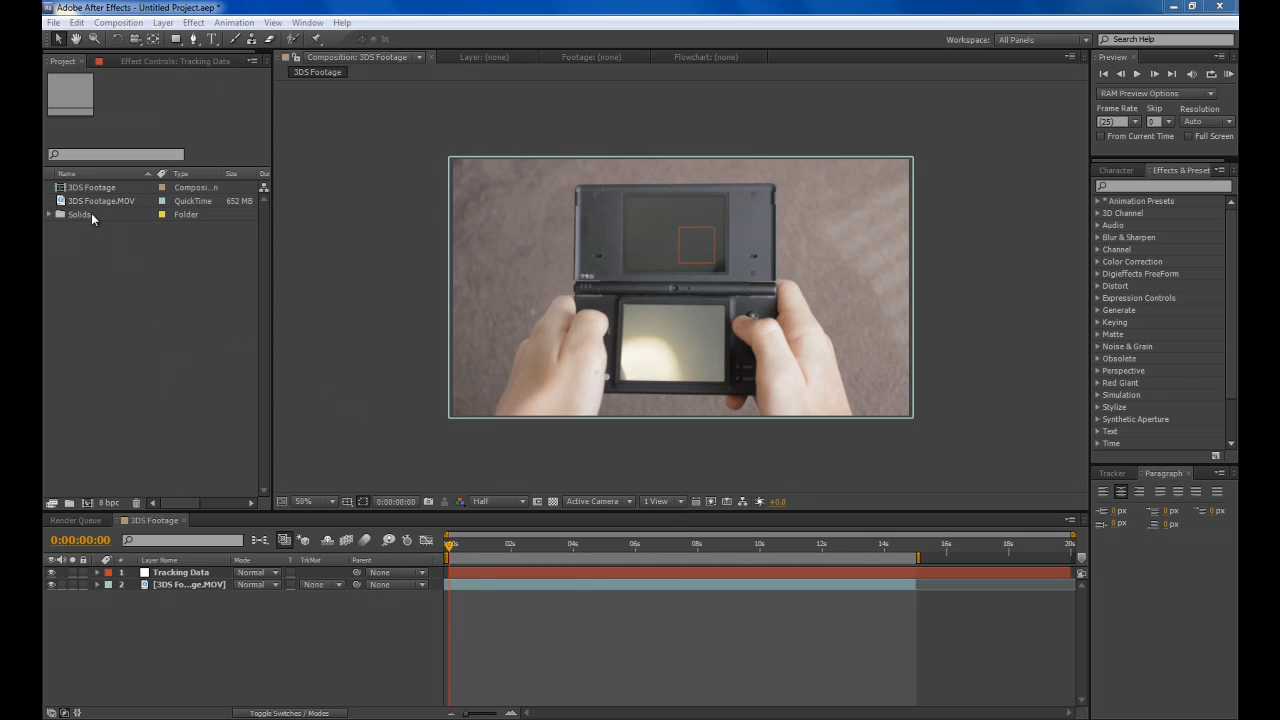 Adobe After Effects - Untitled Project.aep *
File Edit Composition Layer Effect Animation View Window Help
Workspace: All Panels Search Help
Project Effect Controls: Tracking Data Composition: 3DS Footage Layer: (none) Footage: (none) Flowchart: (none) Preview
3DS Footage
RAM Preview Options
Frame Rate Skip Resolution
(25) 0 Auto
From Current Time Full Screen
Character Effects & Preset
Name Type Size Du
3DS Footage Composi...n
3DS Footage.MOV QuickTime 652 MB
Solids Folder
* Animation Presets
3D Channel
Audio
Blur & Sharpen
Channel
Color Correction
Digieffects FreeForm
Distort
Expression Controls
Generate
Keying
Matte
Noise & Grain
Obsolete
Perspective
Red Giant
Simulation
Stylize
Synthetic Aperture
Text
Time
Tracker Paragraph
0 px 0 px 0 px
0 px 0 px
8 bpc 50% 0:00:00:00 Half Active Camera 1 View +0.0
Render Queue 3DS Footage
0:00:00:00
02s 04s 06s 08s 10s 12s 14s 16s 18s 20s
Layer Name Mode T TrkMat Parent
1 Tracking Data Normal None
2 [3DS Fo...ge.MOV] Normal None None
Toggle Switches / Modes